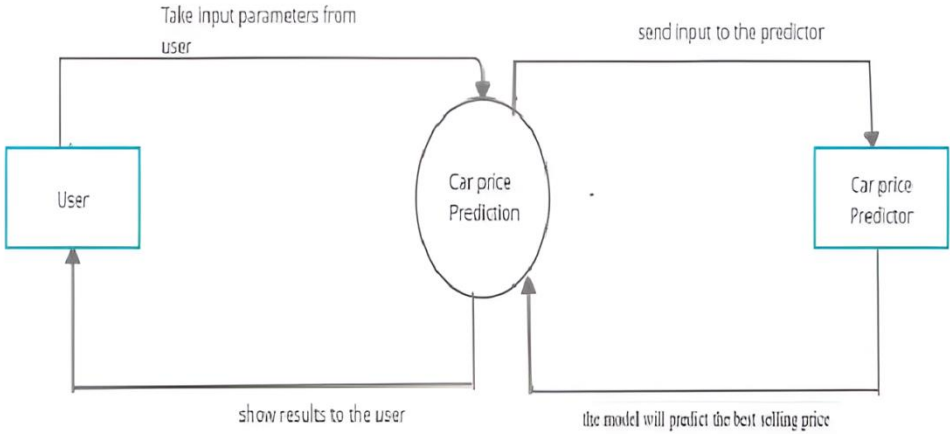 Take Input parameters from
user
send input to the predictor
User
Car price
Prediction
Car price
Predictor
show results to the user
the model will predict the best selling price